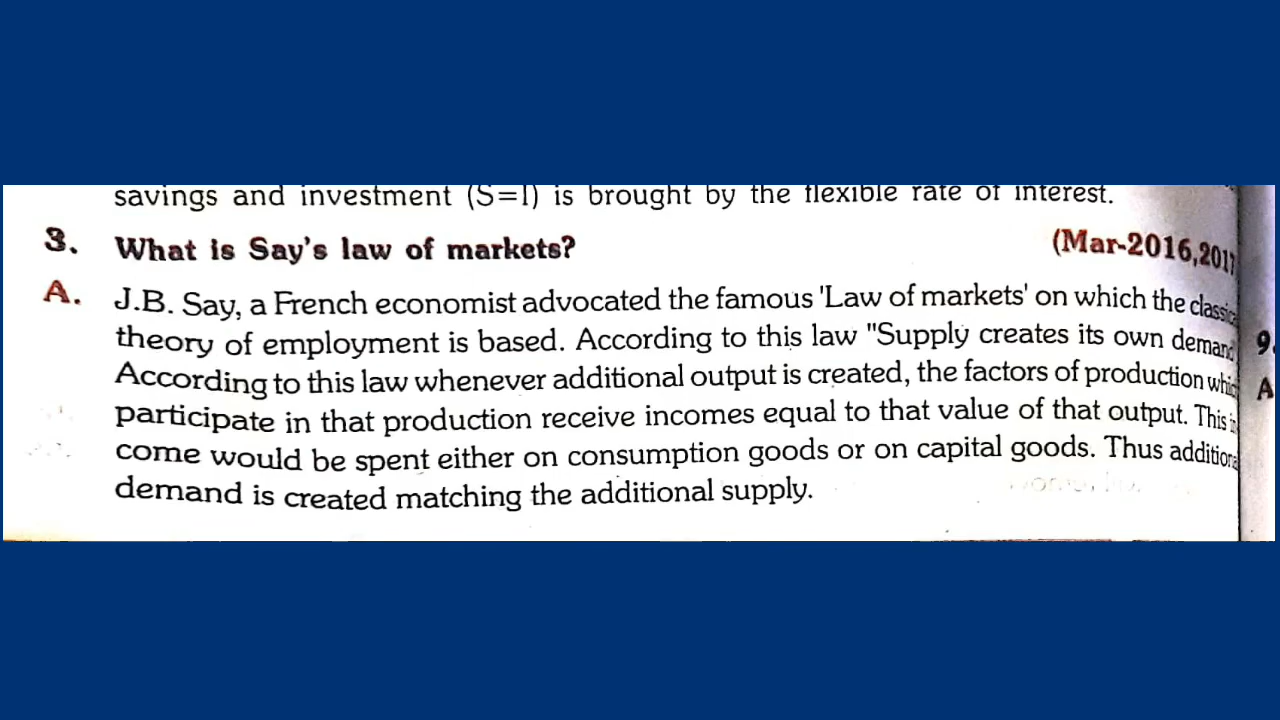 savings and investment (S=I) is brought by the flexible rate of interest.
3. What is Say's law of markets? (Mar-2016,2017
A. J.B. Say, a French economist advocated the famous 'Law of markets' on which the
theory of employment is based. According to this law "Supply creates its own demand
9.
According to this law whenever additional output is created, the factors of production
A
participate in that production receive incomes equal to that value of that output. This
come would be spent either on consumption goods or on capital goods. Thus
demand is created matching the additional supply.